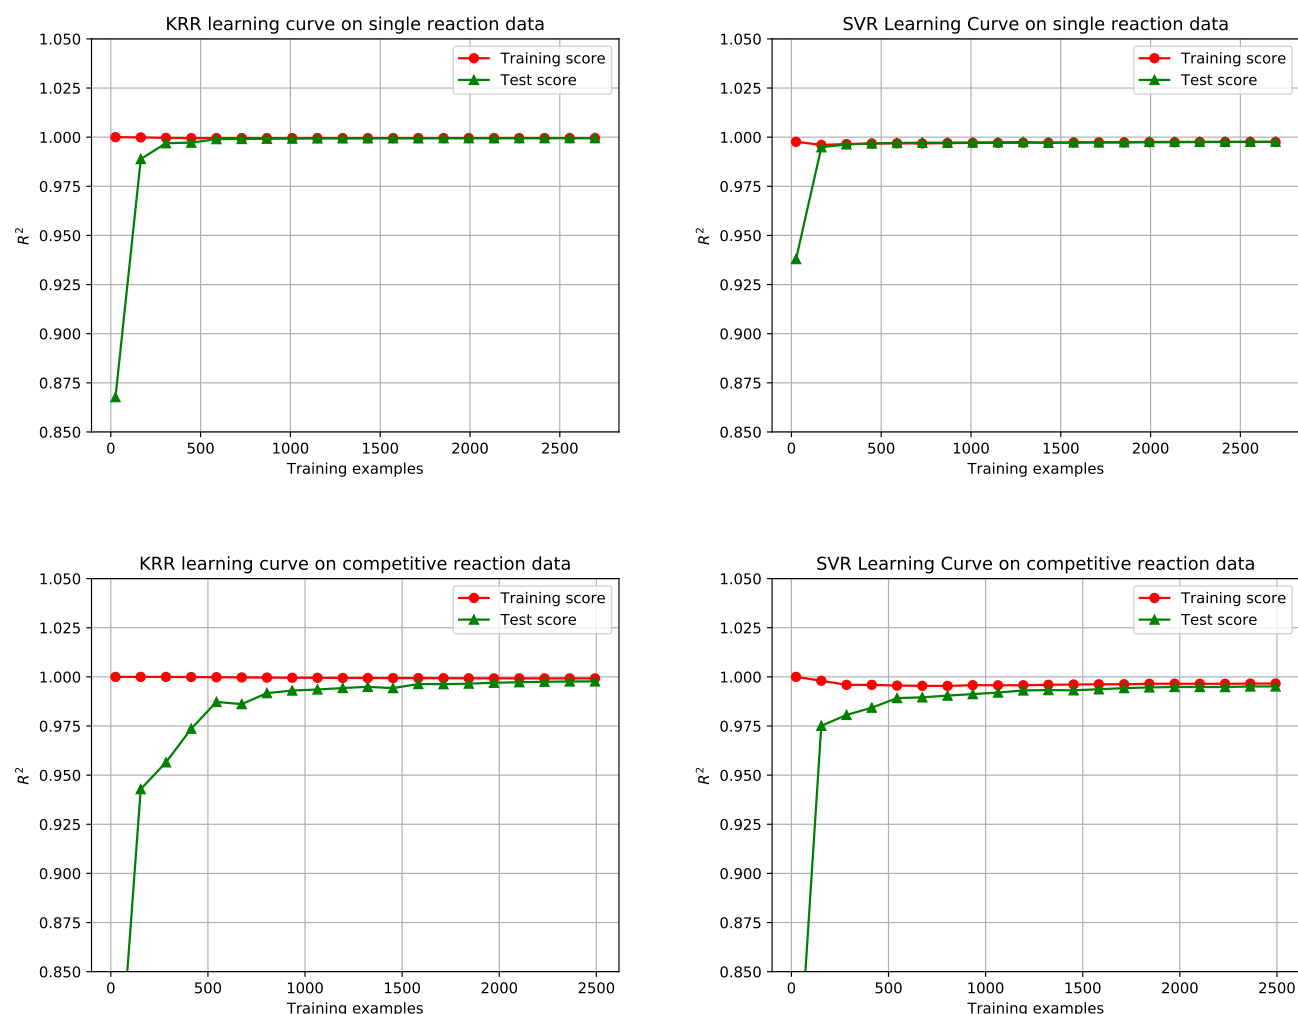 KRR learning curve on single reaction data
1.050
1.025
1.000
0.975
0.950
0.925
0.900
0.875
0.850
R²
Training score
Test score
0 500 1000 1500 2000 2500
Training examples
SVR Learning Curve on single reaction data
1.050
1.025
1.000
0.975
0.950
0.925
0.900
0.875
0.850
R²
Training score
Test score
0 500 1000 1500 2000 2500
Training examples
KRR learning curve on competitive reaction data
1.050
1.025
1.000
0.975
0.950
0.925
0.900
0.875
0.850
R²
Training score
Test score
0 500 1000 1500 2000 2500
Training examples
SVR Learning Curve on competitive reaction data
1.050
1.025
1.000
0.975
0.950
0.925
0.900
0.875
0.850
R²
Training score
Test score
0 500 1000 1500 2000 2500
Training examples